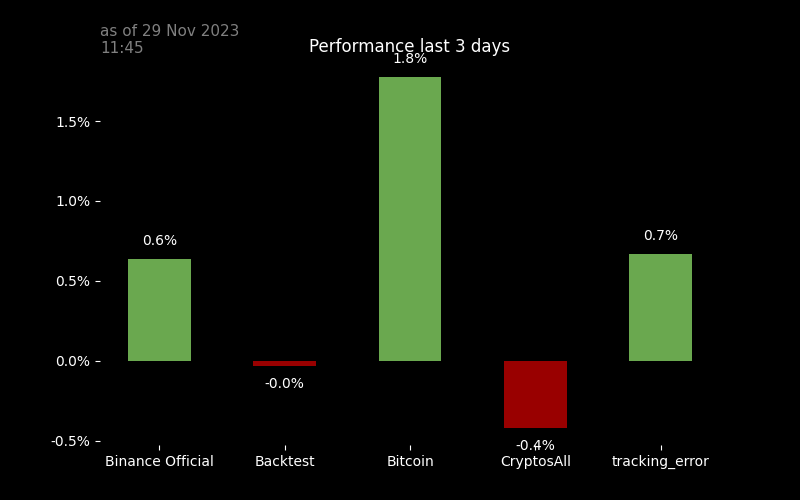 as of 29 Nov 2023
11:45
Performance last 3 days
1.8%
1.5%
1.0%
0.6%
0.7%
0.5%
0.0%
-0.0%
-0.5%
-0.4%
Binance Official
Backtest
Bitcoin
CryptosAll
tracking_error